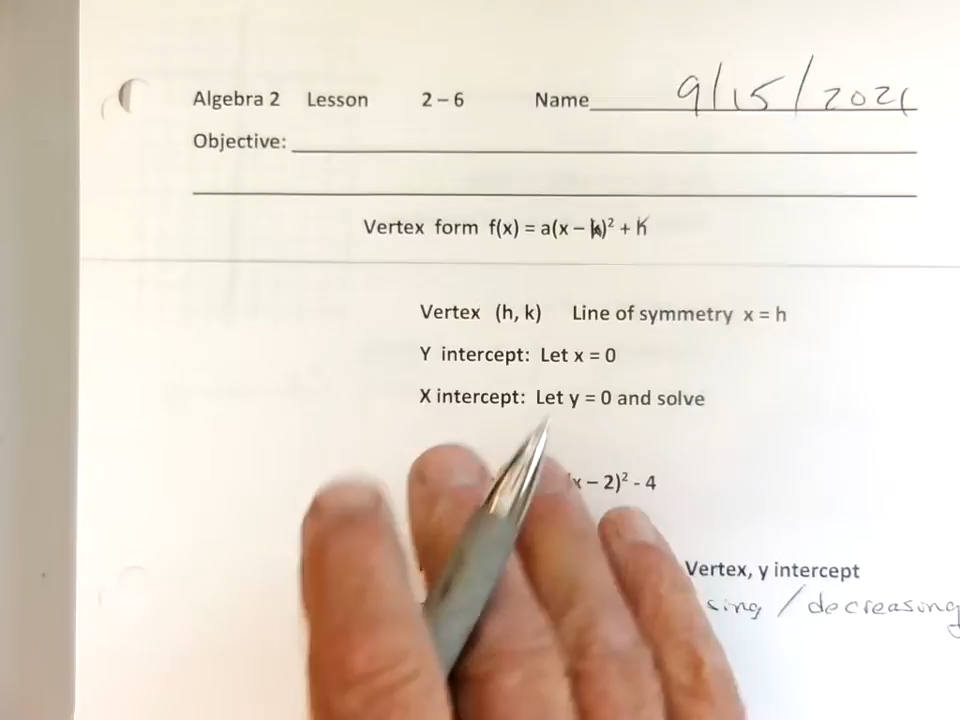 Algebra 2 Lesson 2 – 6 Name 9/15/2021
Objective:
Vertex form f(x) = a(x – h)² + k
Vertex (h, k) Line of symmetry x = h
Y intercept: Let x = 0
X intercept: Let y = 0 and solve
x – 2)² - 4
Vertex, y intercept
sing / decreasing